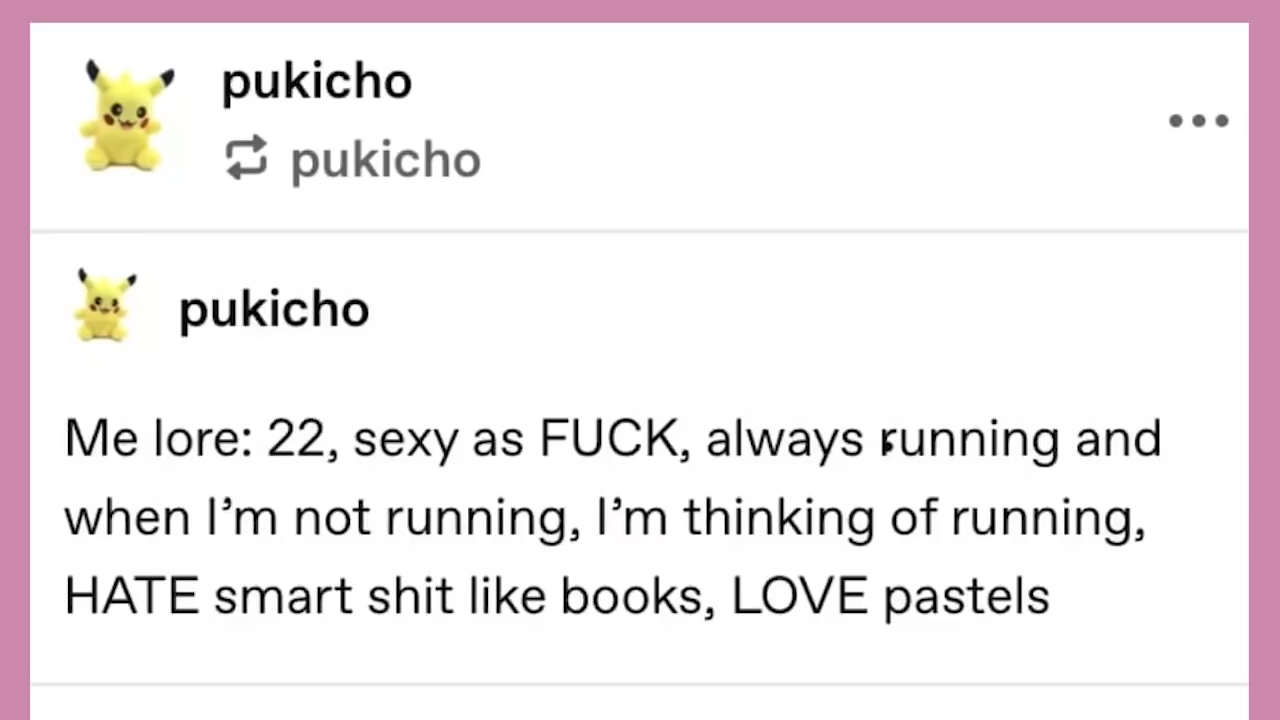 pukicho
pukicho
pukicho
Me lore: 22, sexy as FUCK, always running and
when I’m not running, I’m thinking of running,
HATE smart shit like books, LOVE pastels